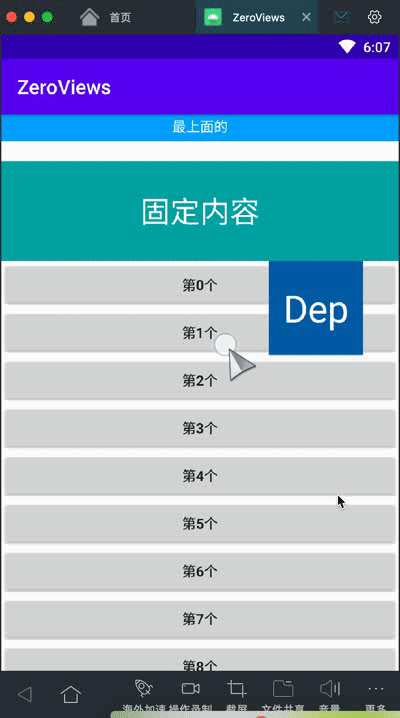 首页
ZeroViews
6:07
ZeroViews
最上面的
固定内容
第0个
Dep
第1个
第2个
第3个
第4个
第5个
第6个
第7个
第8个
海外加速 操作录制 截屏 文件共享 音量 更多